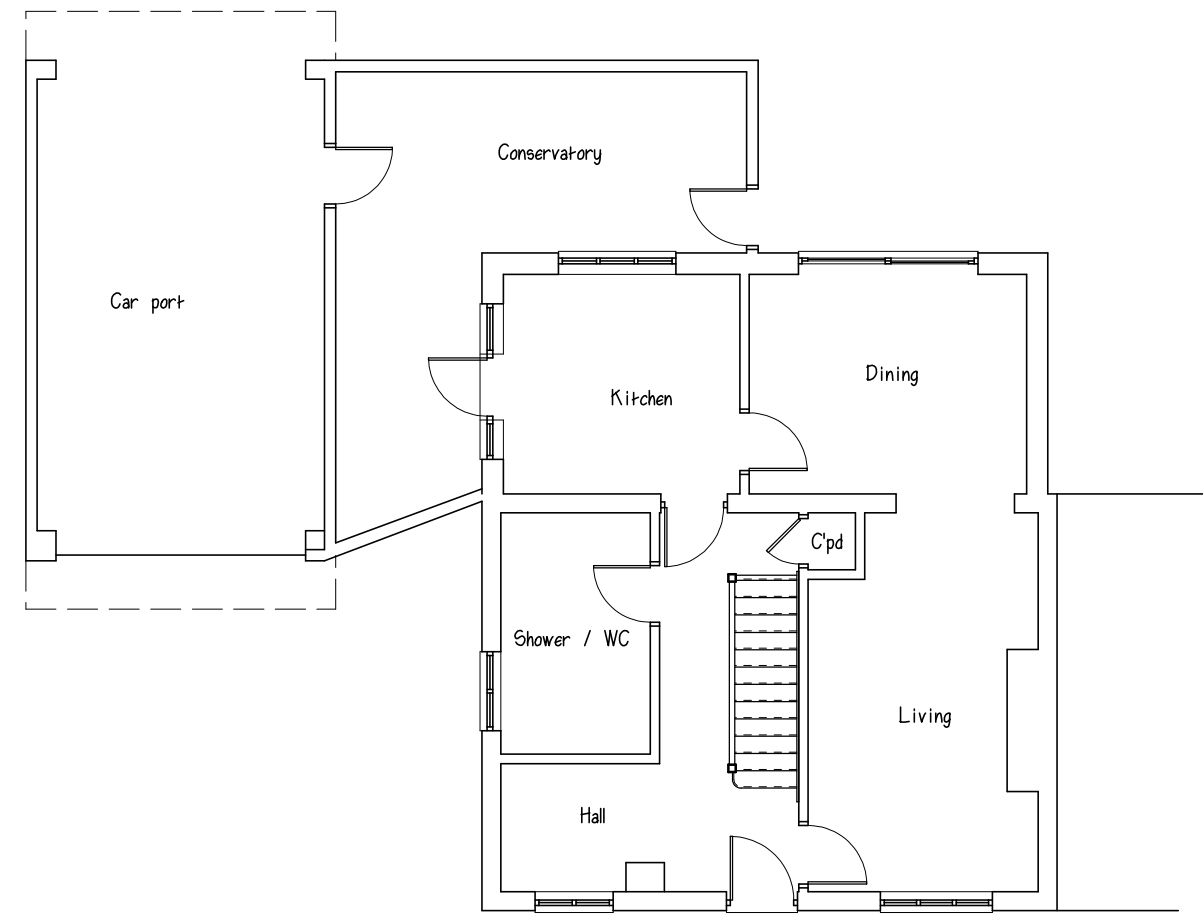 Conservatory
Car port
Dining
Kitchen
C'pd
Shower / WC
Living
Hall